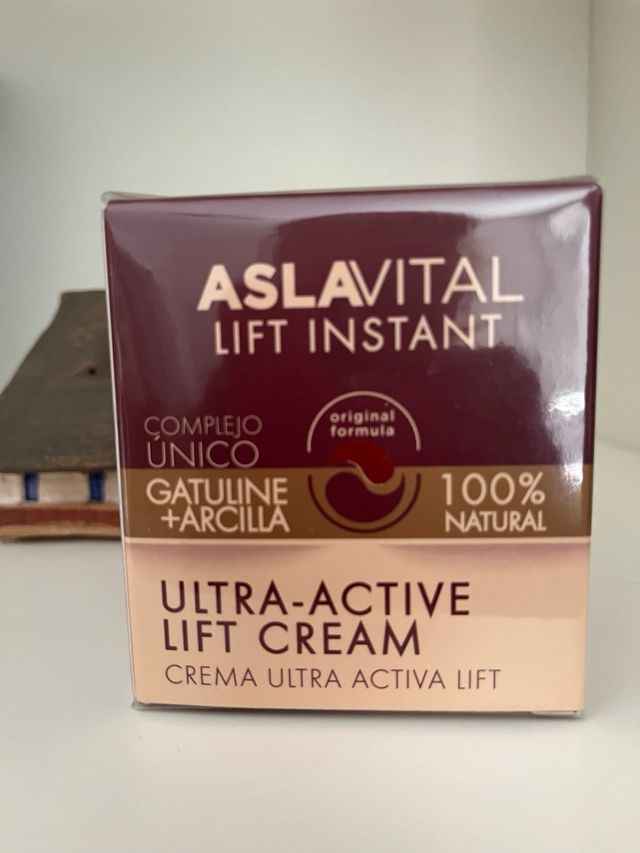 ASLAVITAL
LIFT INSTANT
original
formula
COMPLEJO
ÚNICO
GATULINE
+ARCILLA
100%
NATURAL
ULTRA-ACTIVE
LIFT CREAM
CREMA ULTRA ACTIVA LIFT